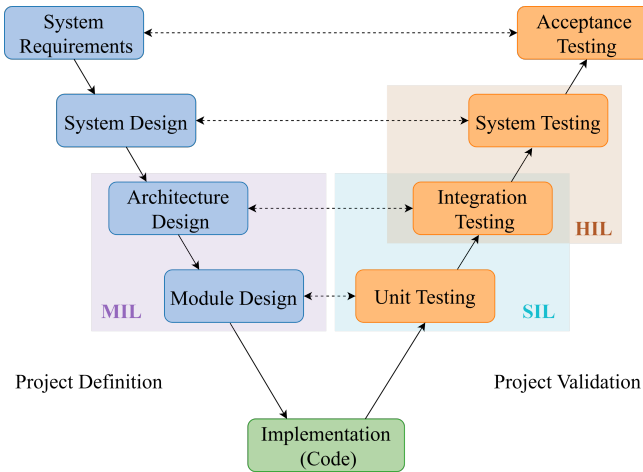 System
Requirements
Acceptance
Testing
System Design
System Testing
Architecture
Design
Integration
Testing
HIL
MIL
Module Design
Unit Testing
SIL
Project Definition
Project Validation
Implementation
(Code)